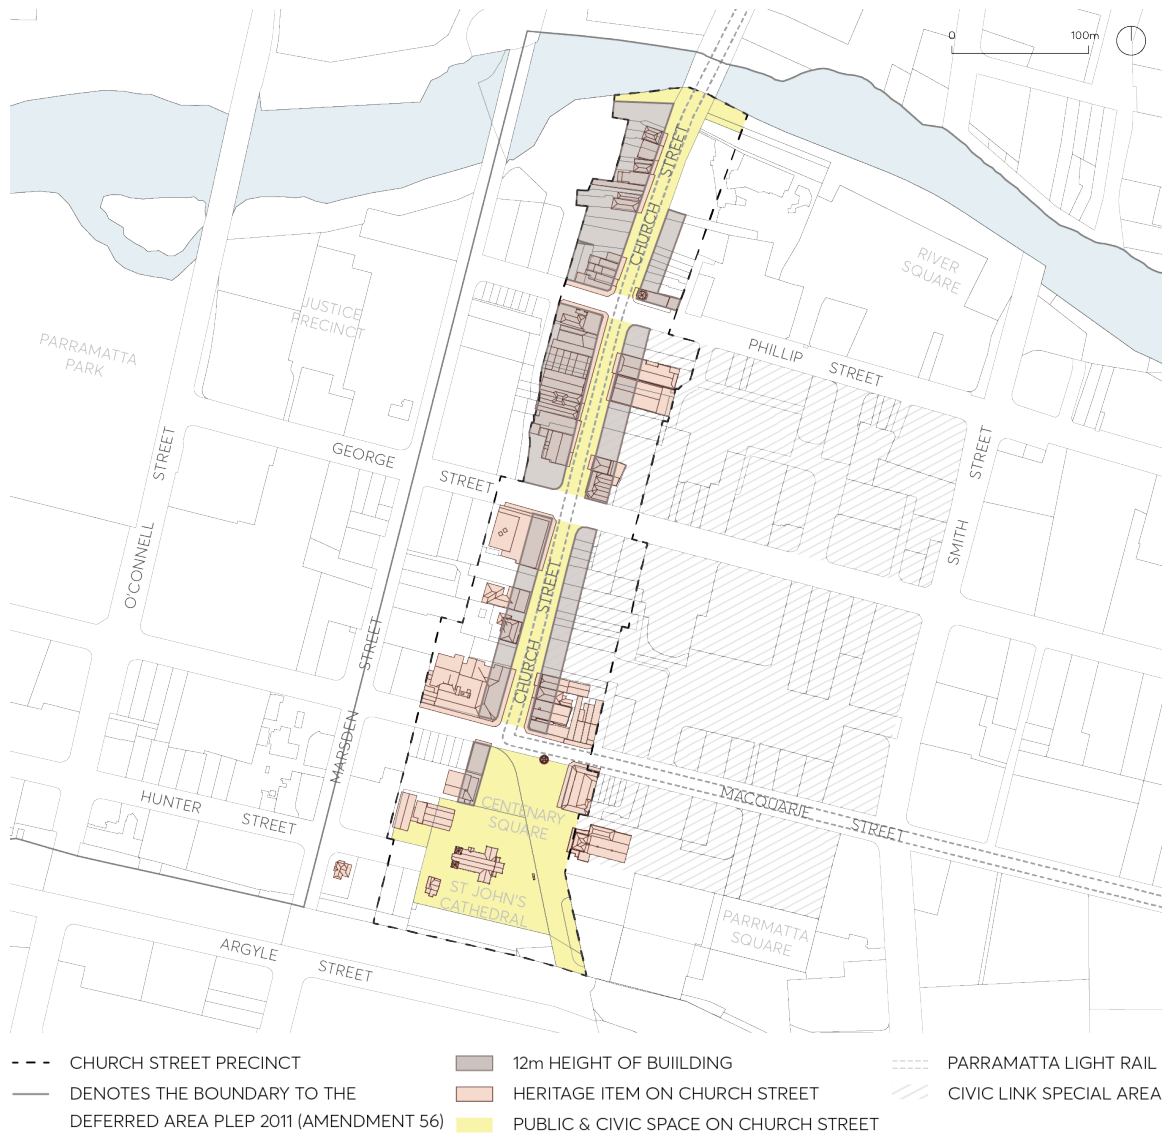 0 100m
CHURCH STREET
RIVER
SQUARE
JUSTICE
PRECINCT
PARRAMATTA
PARK
PHILLIP STREET
GEORGE STREET
O'CONNELL STREET
SMITH STREET
CHURCH STREET
MARSDEN STREET
HUNTER STREET
MACQUARIE STREET
CENTENARY
SQUARE
ST JOHN'S
CATHEDRAL
PARRMATTA
SQUARE
ARGYLE STREET
CHURCH STREET PRECINCT
DENOTES THE BOUNDARY TO THE
DEFERRED AREA PLEP 2011 (AMENDMENT 56)
12m HEIGHT OF BUIILDING
HERITAGE ITEM ON CHURCH STREET
PUBLIC & CIVIC SPACE ON CHURCH STREET
PARRAMATTA LIGHT RAIL
CIVIC LINK SPECIAL AREA